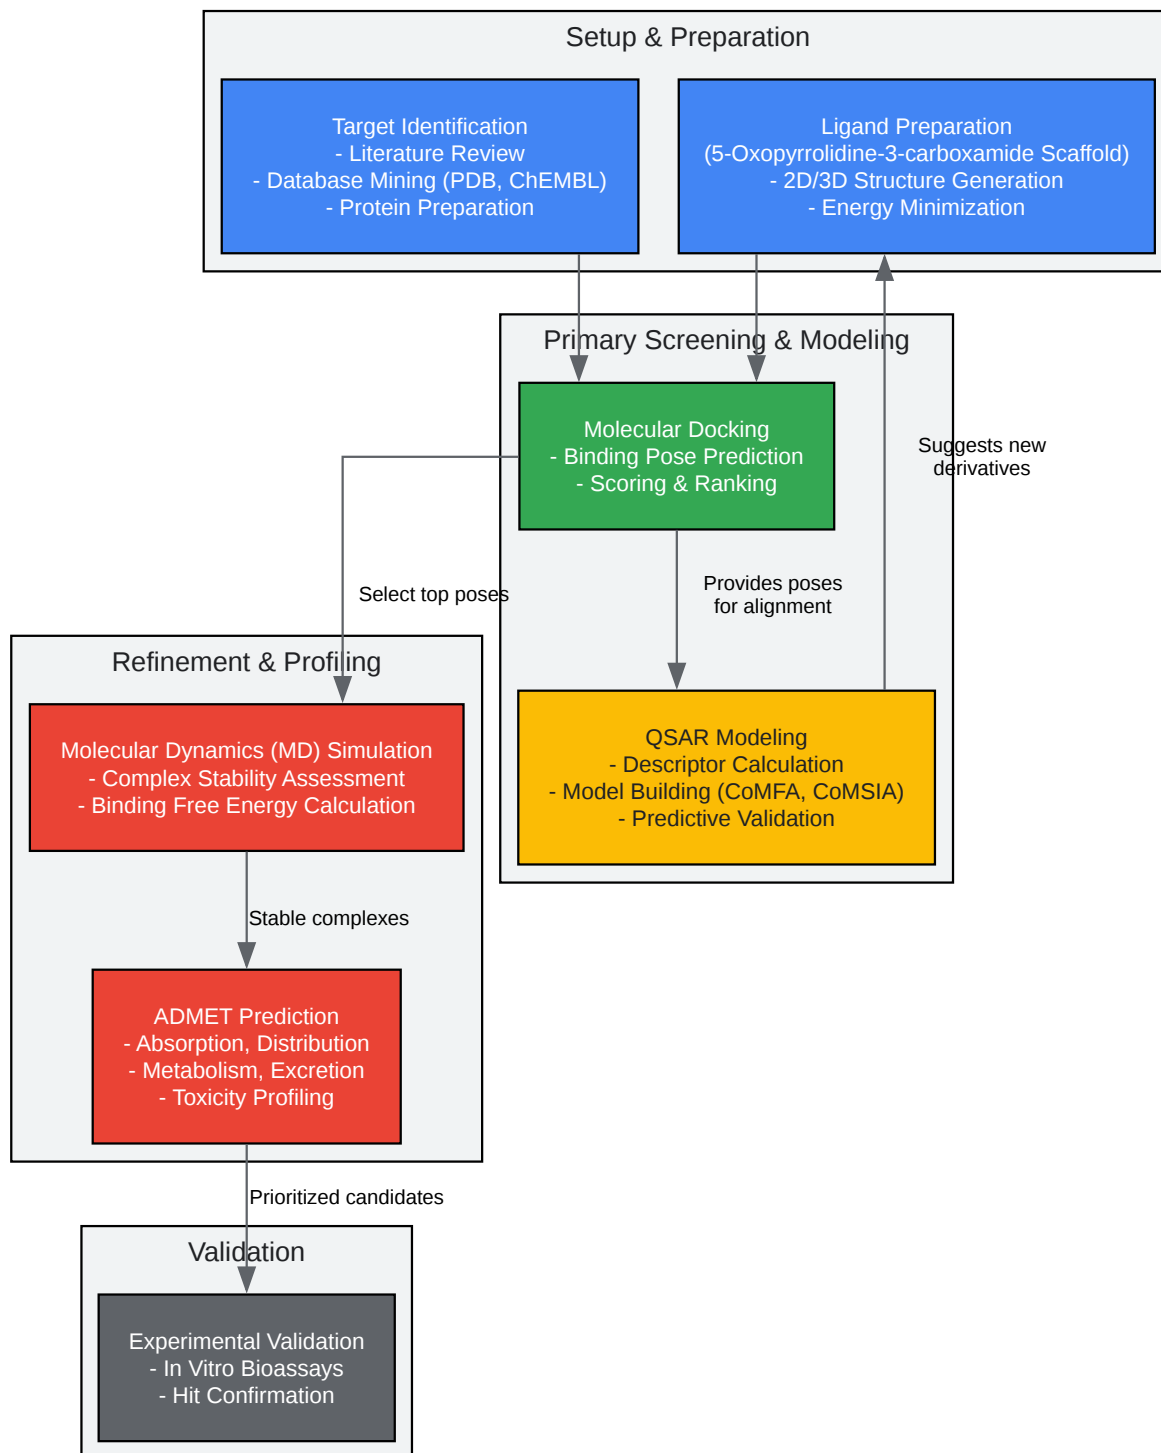 Setup & Preparation
Target Identification
- Literature Review
- Database Mining (PDB, ChEMBL)
- Protein Preparation
Ligand Preparation
(5-Oxopyrrolidine-3-carboxamide Scaffold)
- 2D/3D Structure Generation
- Energy Minimization
Primary Screening & Modeling
Molecular Docking
- Binding Pose Prediction
- Scoring & Ranking
Suggests new
derivatives
Select top poses
Provides poses
for alignment
Refinement & Profiling
Molecular Dynamics (MD) Simulation
- Complex Stability Assessment
- Binding Free Energy Calculation
QSAR Modeling
- Descriptor Calculation
- Model Building (CoMFA, CoMSIA)
- Predictive Validation
Stable complexes
ADMET Prediction
- Absorption, Distribution
- Metabolism, Excretion
- Toxicity Profiling
Prioritized candidates
Validation
Experimental Validation
- In Vitro Bioassays
- Hit Confirmation